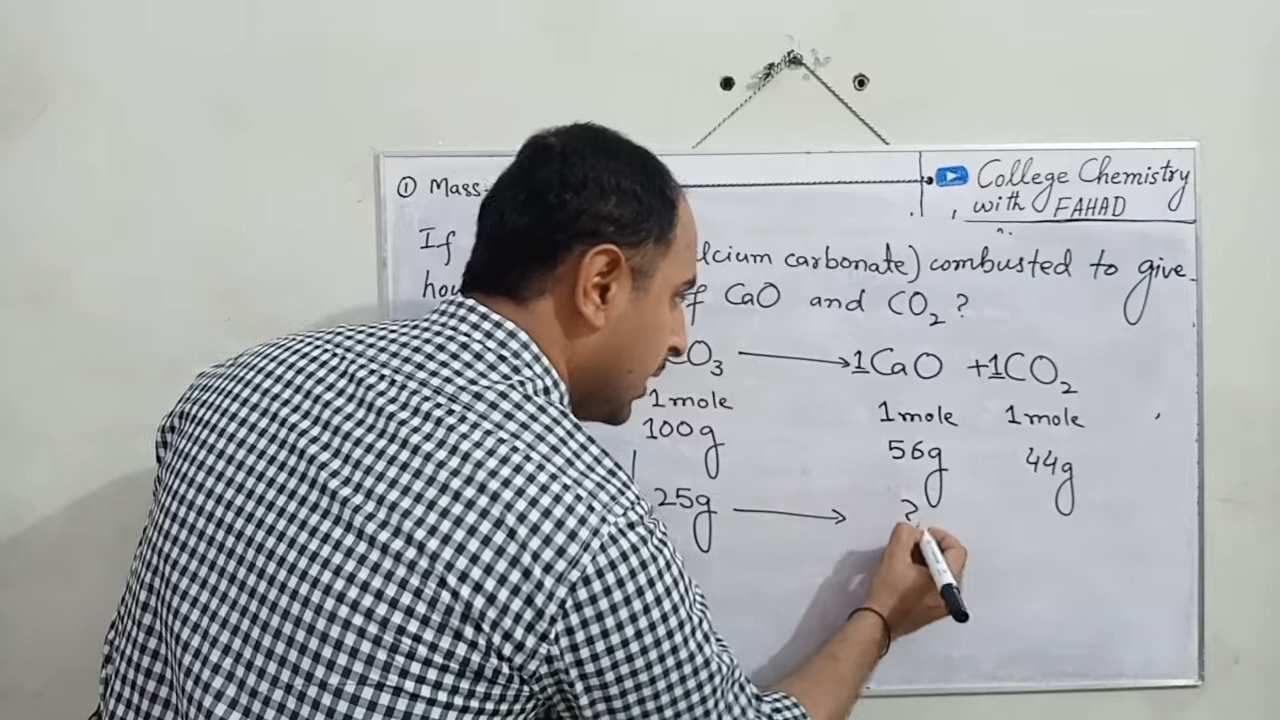 ① Mass-
College Chemistry
with FAHAD
If lcium carbonate) combusted to give
CaO and CO₂?
O₃ ⟶ 1CaO +1CO₂
1mole 1mole 1mole
100g 56g 44g
25g ⟶ ?